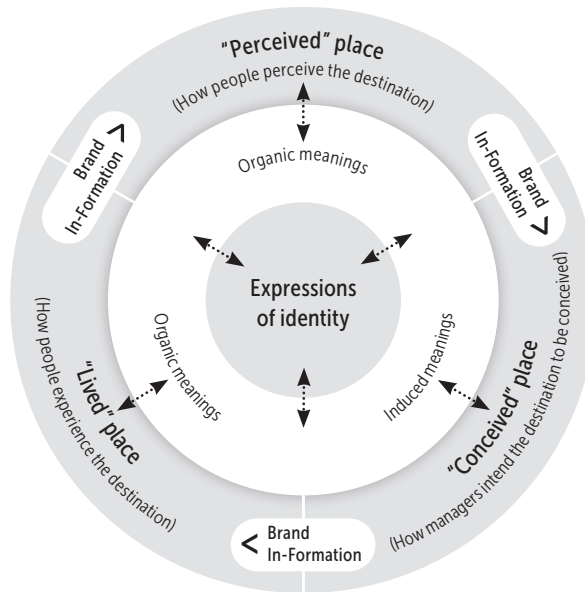 “Perceived” place
(How people perceive the destination)
Brand
In-Formation
>
Brand
In-Formation
>
Organic meanings
Expressions
of identity
Organic meanings
Induced meanings
“Lived” place
(How people experience the destination)
“Conceived” place
(How managers intend the destination to be conceived)
< Brand
In-Formation